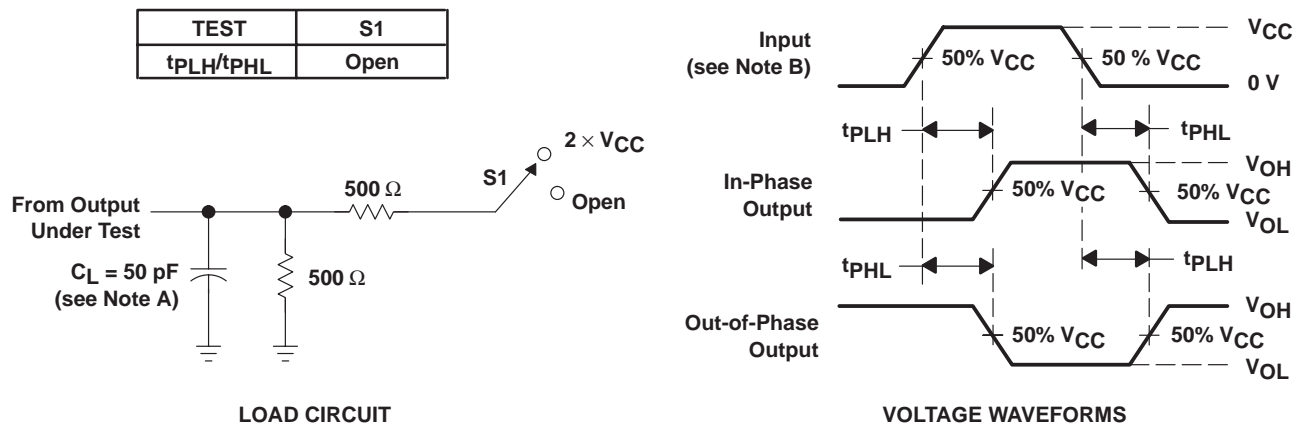 TEST S1
tPLH/tPHL Open
2 × VCC
S1
Open
500 Ω
From Output
Under Test
CL = 50 pF
(see Note A)
500 Ω
LOAD CIRCUIT
Input
(see Note B)
50% VCC
50 % VCC
VCC
0 V
tPLH
tPHL
In-Phase
Output
50% VCC
50% VCC
VOH
VOL
tPHL
tPLH
Out-of-Phase
Output
50% VCC
50% VCC
VOH
VOL
VOLTAGE WAVEFORMS